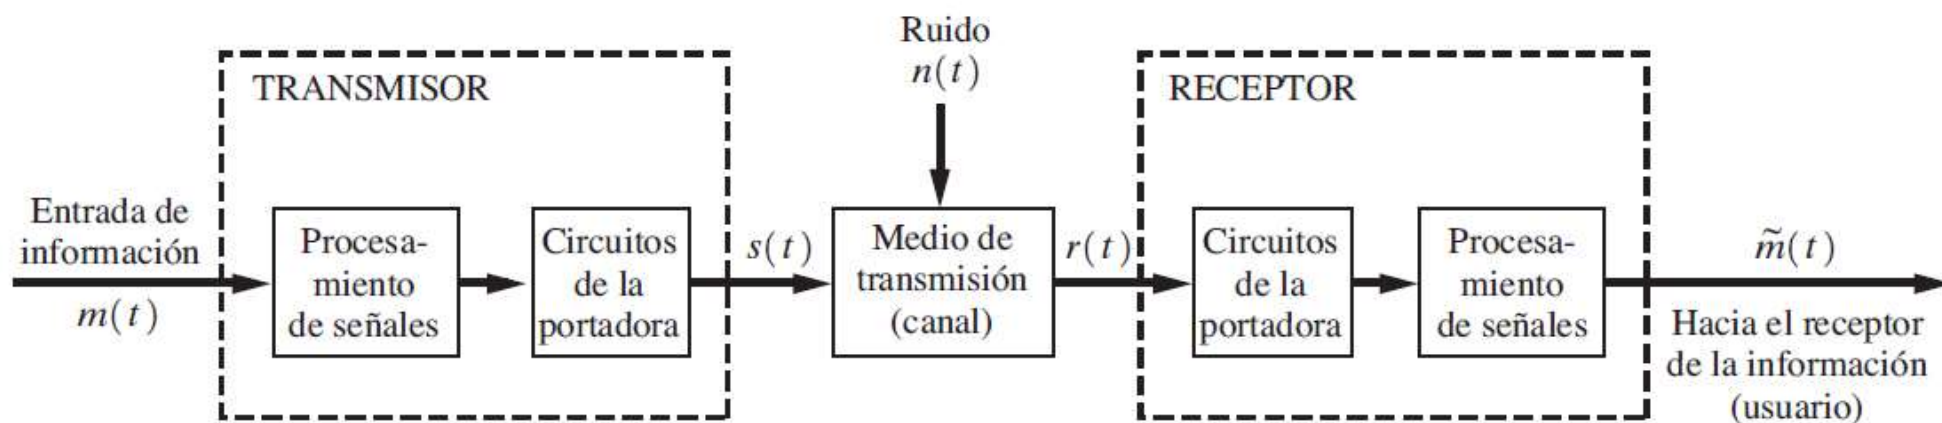 Ruido
n(t)
TRANSMISOR
RECEPTOR
Entrada de
información
m(t)
Procesa-
miento
de señales
Circuitos
de la
portadora
s(t)
Medio de
transmisión
(canal)
r(t)
Circuitos
de la
portadora
Procesa-
miento
de señales
m̃(t)
Hacia el receptor
de la información
(usuario)